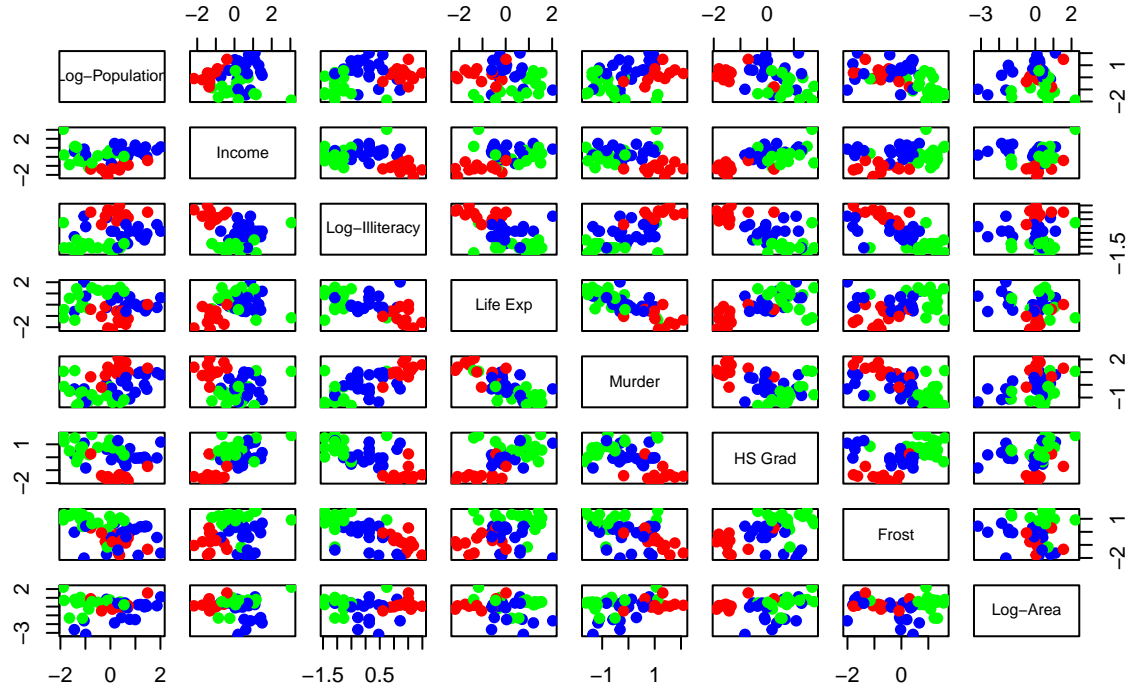 −2 0 2
−2 0 2
−2 0
−3 0 2
Log−Population
−2 1
−2 2
Income
Log−Illiteracy
−1.5
−2 2
Life Exp
Murder
−1 2
−2 1
HS Grad
Frost
−2 1
−3 2
Log−Area
−2 0 2
−1.5 0.5
−1 1
−2 0